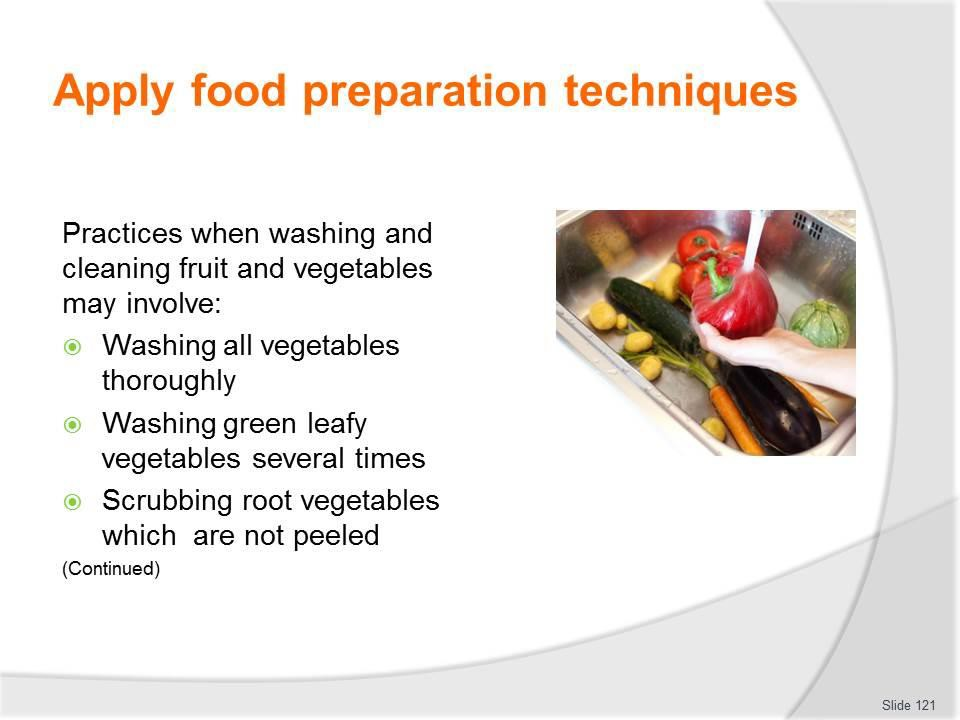 Apply food preparation techniques
Practices when washing and
cleaning fruit and vegetables
may involve:
Washing all vegetables
thoroughly
Washing green leafy
vegetables several times
Scrubbing root vegetables
which  are not peeled
(Continued)
Slide 121